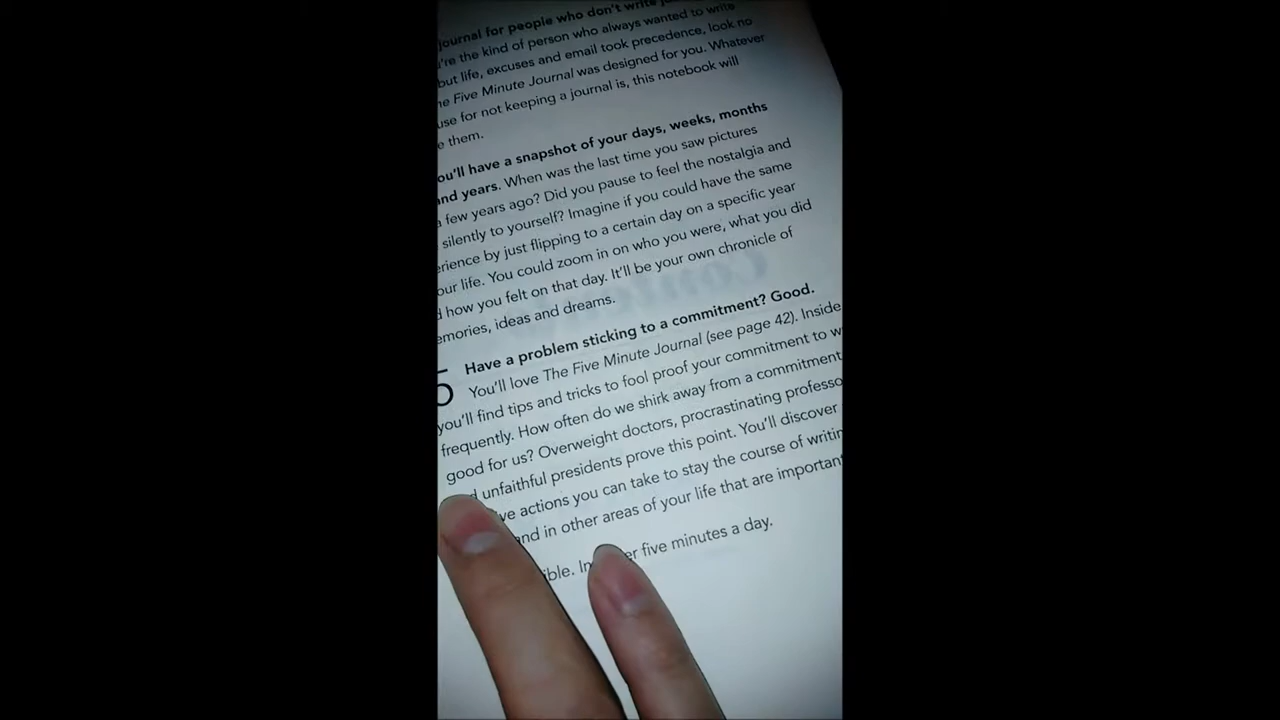 journal for people who don't write
're the kind of person who always wanted to write
but life, excuses and email took precedence, look no
Five Minute Journal was designed for you. Whatever
use for not keeping a journal is, this notebook will
them.
ou'll have a snapshot of your days, weeks, months
and years. When was the last time you saw pictures
a few years ago? Did you pause to feel the nostalgia and
silently to yourself? Imagine if you could have the same
erience by just flipping to a certain day on a specific year
our life. You could zoom in on who you were, what you did
d how you felt on that day. It'll be your own chronicle of
emories, ideas and dreams.
5 Have a problem sticking to a commitment? Good.
You'll love The Five Minute Journal (see page 42). Inside
you'll find tips and tricks to fool proof your commitment to w
frequently. How often do we shirk away from a commitment
good for us? Overweight doctors, procrastinating professo
unfaithful presidents prove this point. You'll discover
ive actions you can take to stay the course of writin
and in other areas of your life that are important
ible. In er five minutes a day.